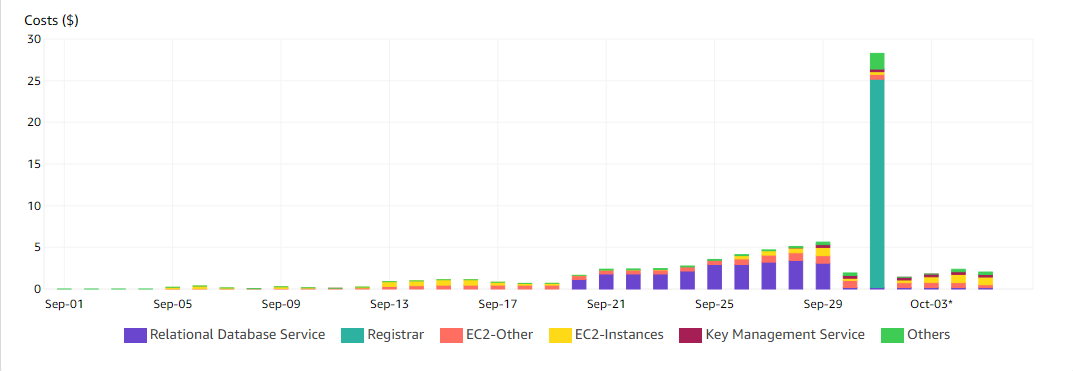 Costs ($)
30
25
20
15
10
5
0
Sep-01 Sep-05 Sep-09 Sep-13 Sep-17 Sep-21 Sep-25 Sep-29 Oct-03*
Relational Database Service Registrar EC2-Other EC2-Instances Key Management Service Others